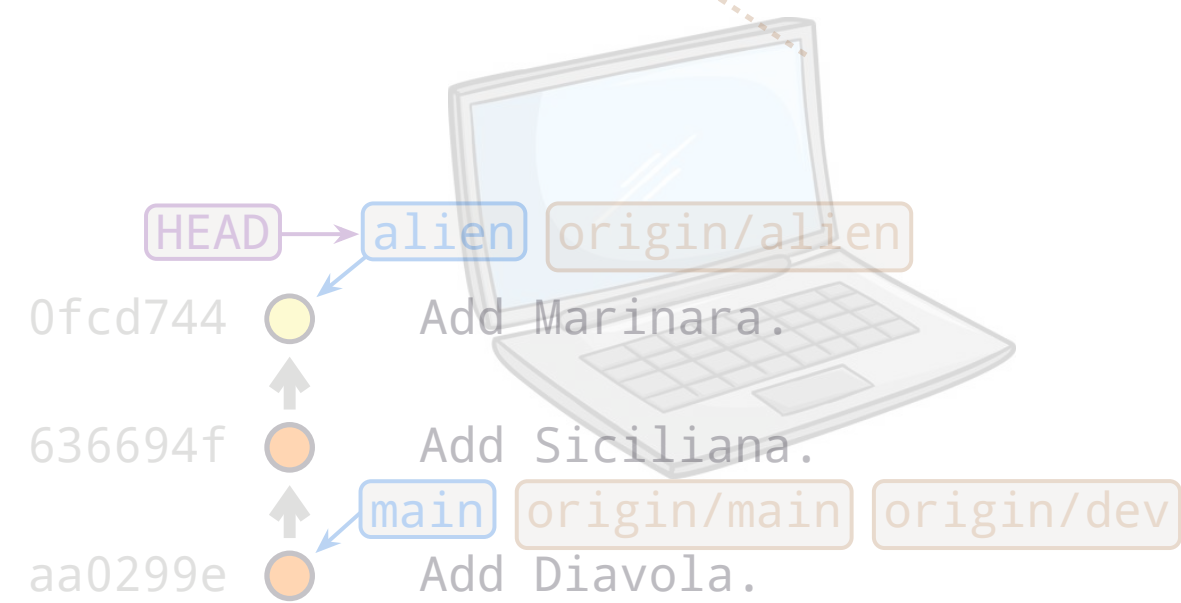 HEAD alien origin/alien
0fcd744 Add Marinara.
636694f Add Siciliana.
main origin/main origin/dev
aa0299e Add Diavola.